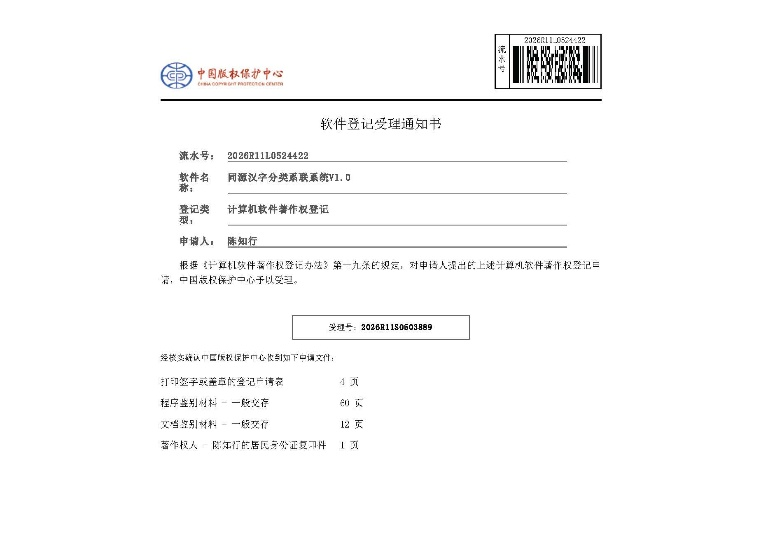 流水号
2026R11L0524422
中国版权保护中心
CHINA COPYRIGHT PROTECTION CENTER
软件登记受理通知书
流水号： 2026R11L0524422
软件名称： 同源汉字分类系联系统V1.0
登记类型： 计算机软件著作权登记
申请人： 陈知行
根据《计算机软件著作权登记办法》第一九条的规定，对申请人提出的上述计算机软件著作权登记申
请，中国版权保护中心予以受理。
受理号：2026R11S0603889
经核实确认中国版权保护中心收到如下申请文件：
打印签字或盖章的登记申请表 4 页
程序鉴别材料 - 一般交存 60 页
文档鉴别材料 - 一般交存 12 页
著作权人 - 陈知行的居民身份证复印件 1 页